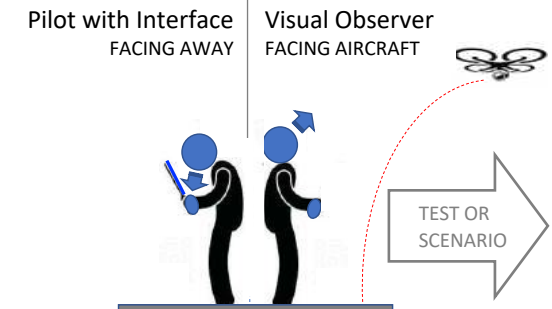 Pilot with Interface
FACING AWAY
Visual Observer
FACING AIRCRAFT
TEST OR
SCENARIO